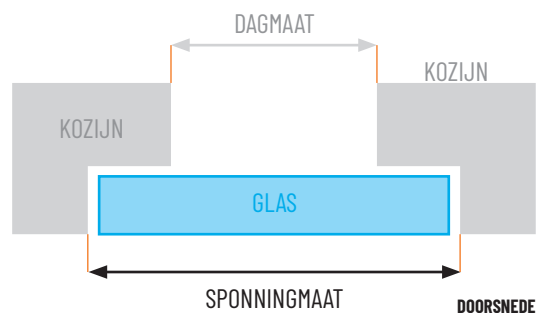 DAGMAAT
KOZIJN
KOZIJN
GLAS
SPONNINGMAAT
DOORSNEDE